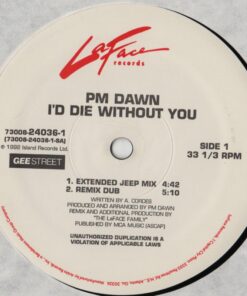 LaFace
records
PM DAWN
I'D DIE WITHOUT YOU
73008-24036-1
(73008-24036-1-SA)
℗ 1992 Island Records Ltd.
GEE STREET
SIDE 1
33 1/3 RPM
1. EXTENDED JEEP MIX 4:42
2. REMIX DUB 5:10
WRITTEN BY A. CORDES
PRODUCED AND ARRANGED BY PM DAWN
REMIX AND ADDITIONAL PRODUCTION BY
"THE LaFACE FAMILY"
PUBLISHED BY MCA MUSIC (ASCAP)
UNAUTHORIZED DUPLICATION IS A
VIOLATION OF APPLICABLE LAWS